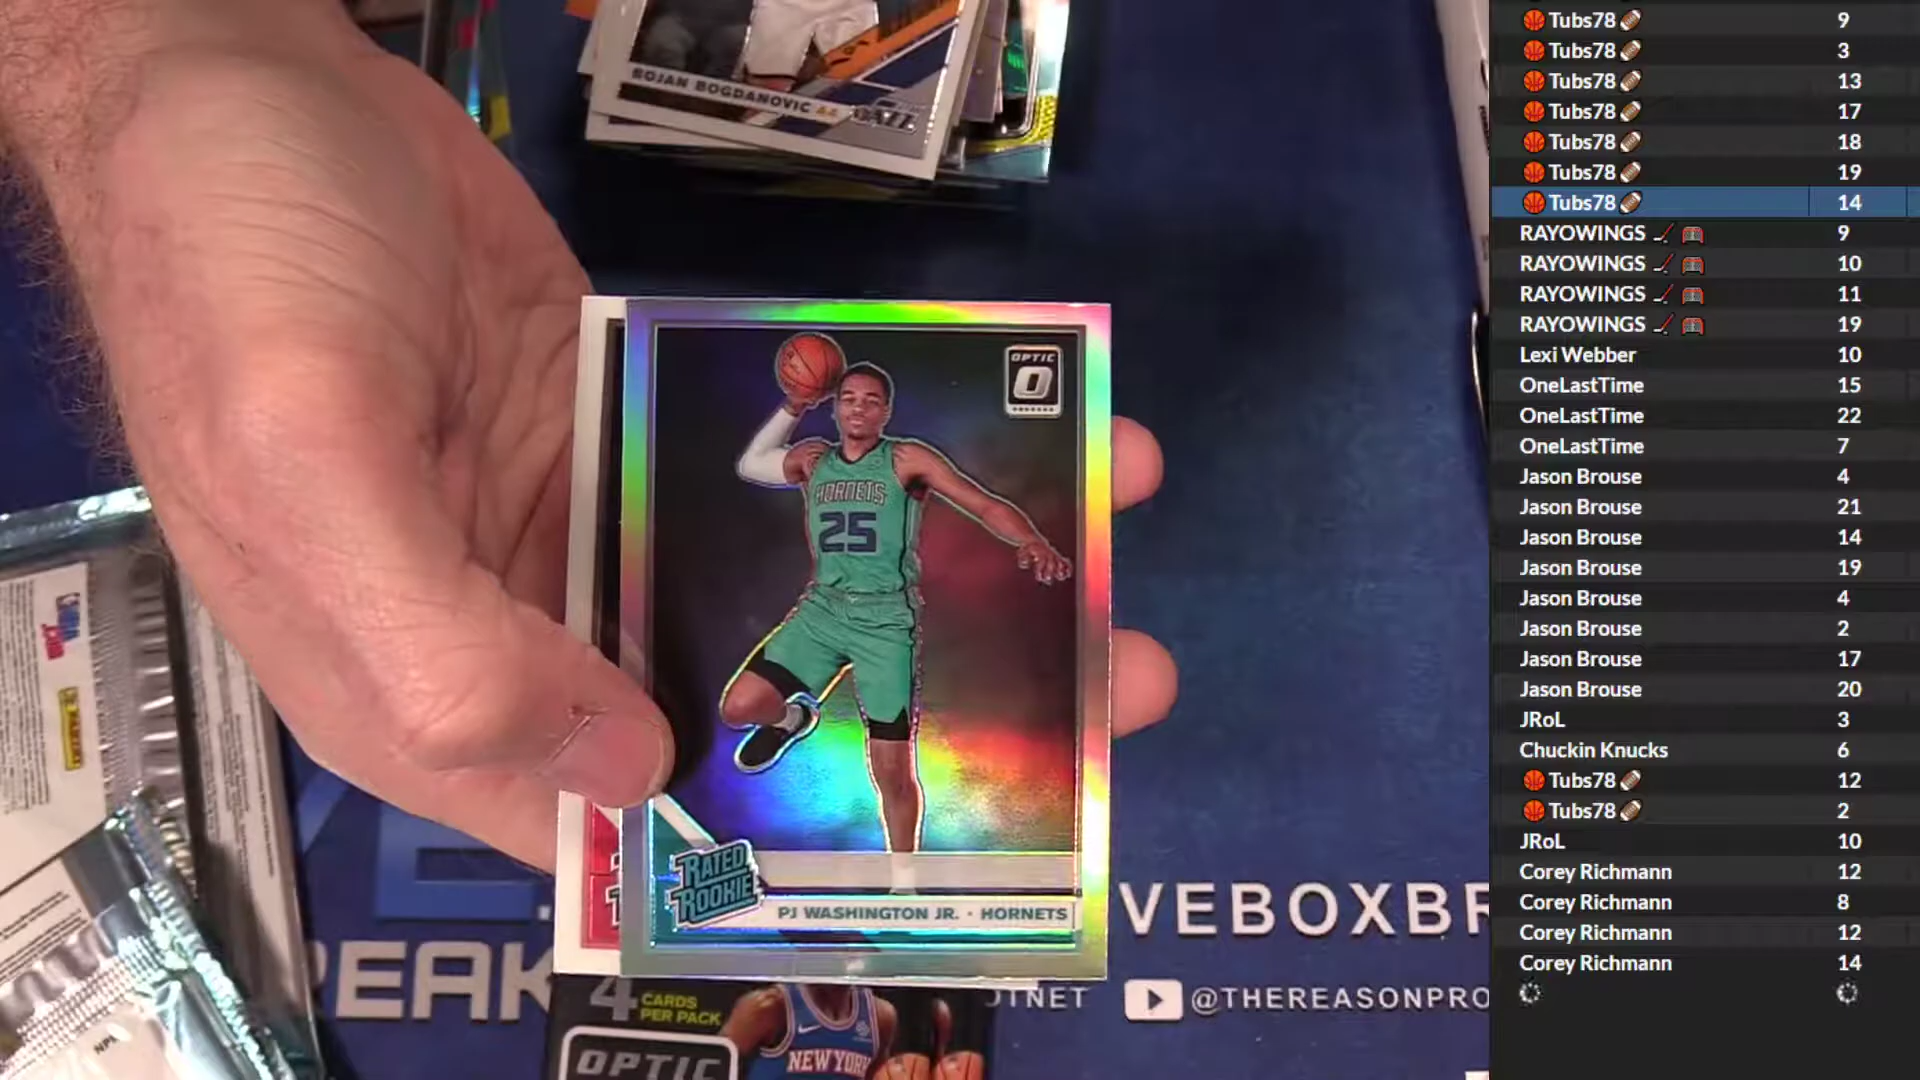 BOJAN BOGDANOVIC
OPTIC
HORNETS
25
RATED
ROOKIE
PJ WASHINGTON JR. · HORNETS
VEBOXBR
REAK
@THEREASONPRO
4 CARDS
PER PACK
OPTIC
NEW YORK
PANINI
Tubs78 9
Tubs78 3
Tubs78 13
Tubs78 17
Tubs78 18
Tubs78 19
Tubs78 14
RAYOWINGS 9
RAYOWINGS 10
RAYOWINGS 11
RAYOWINGS 19
Lexi Webber 10
OneLastTime 15
OneLastTime 22
OneLastTime 7
Jason Brouse 4
Jason Brouse 21
Jason Brouse 14
Jason Brouse 19
Jason Brouse 4
Jason Brouse 2
Jason Brouse 17
Jason Brouse 20
JRoL 3
Chuckin Knucks 6
Tubs78 12
Tubs78 2
JRoL 10
Corey Richmann 12
Corey Richmann 8
Corey Richmann 12
Corey Richmann 14